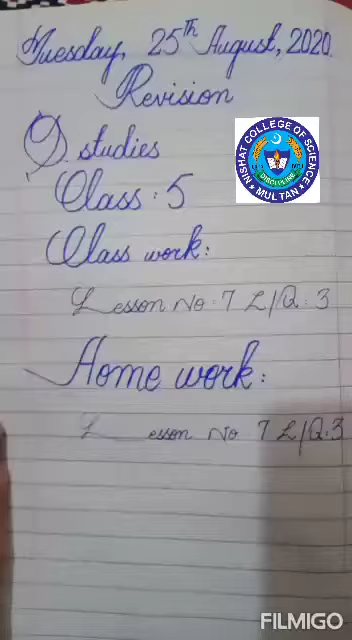 Tuesday, 25th August, 2020.
Revision
S. studies
Class : 5
NISHAT COLLEGE OF SCIENCE
DISCIPLINE
MULTAN
Class work :
Lesson No : 7 L/Q. 3
Home work :
Lesson No 7 L/Q.3
FILMIGO